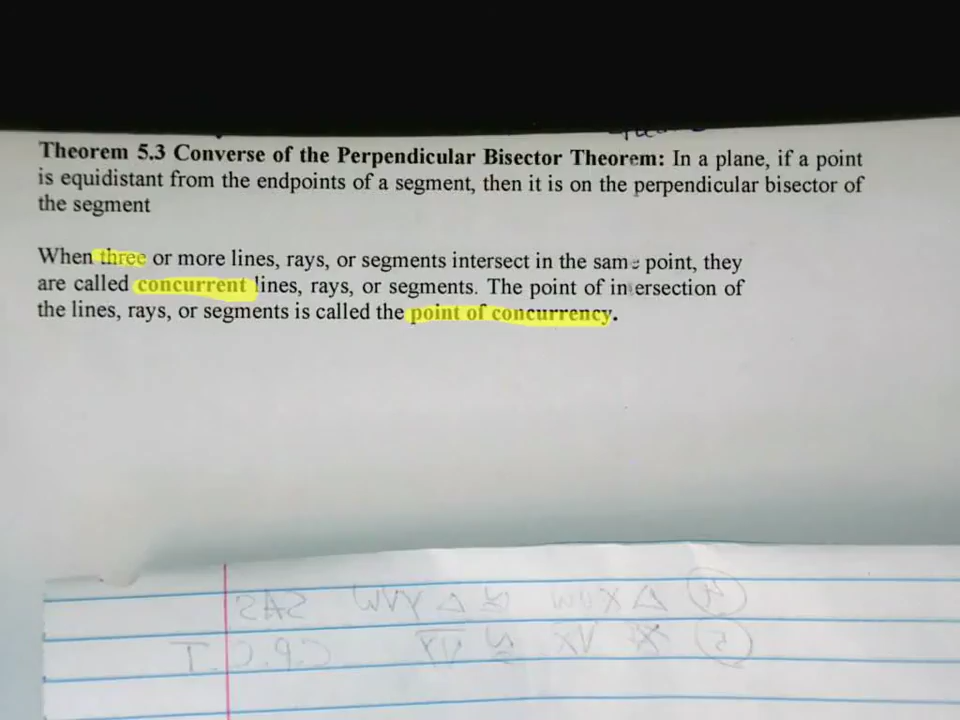 Theorem 5.3 Converse of the Perpendicular Bisector Theorem: In a plane, if a point
is equidistant from the endpoints of a segment, then it is on the perpendicular bisector of
the segment
When three or more lines, rays, or segments intersect in the same point, they
are called concurrent lines, rays, or segments. The point of intersection of
the lines, rays, or segments is called the point of concurrency.
SAS
C.P.C.T